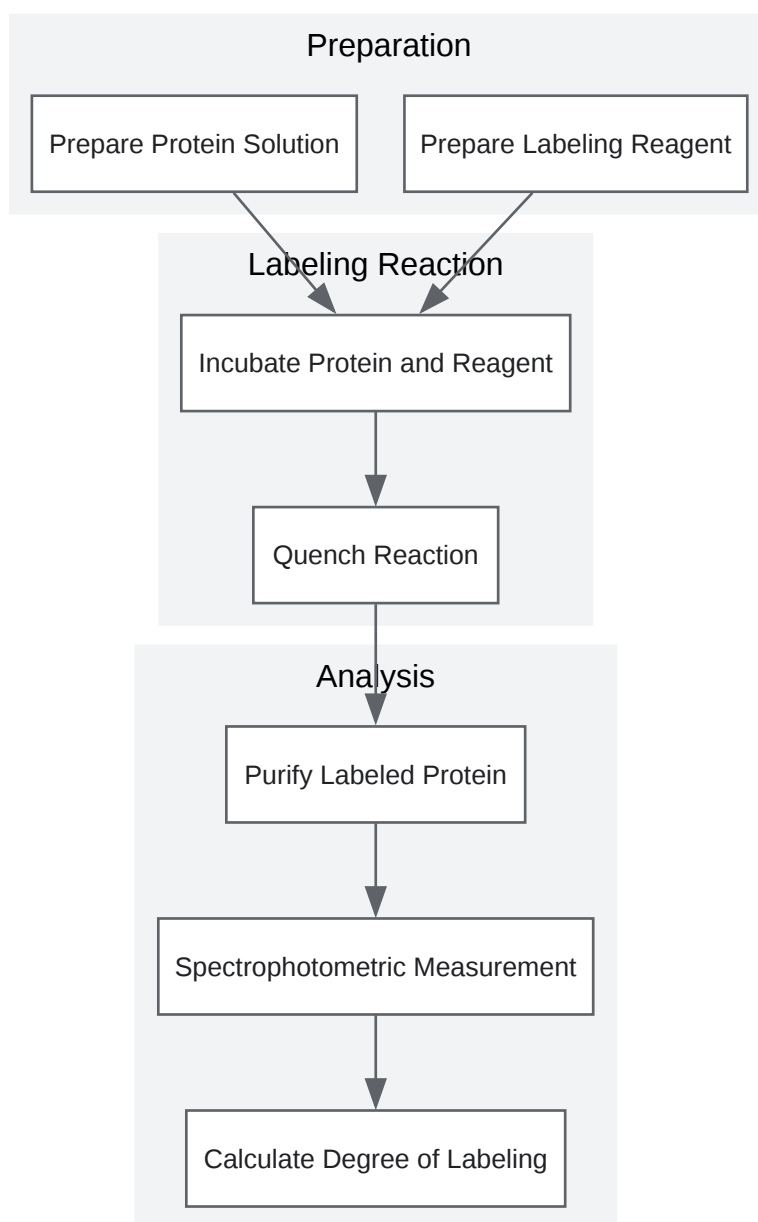 Preparation
Prepare Protein Solution
Prepare Labeling Reagent
Labeling Reaction
Incubate Protein and Reagent
Quench Reaction
Analysis
Purify Labeled Protein
Spectrophotometric Measurement
Calculate Degree of Labeling